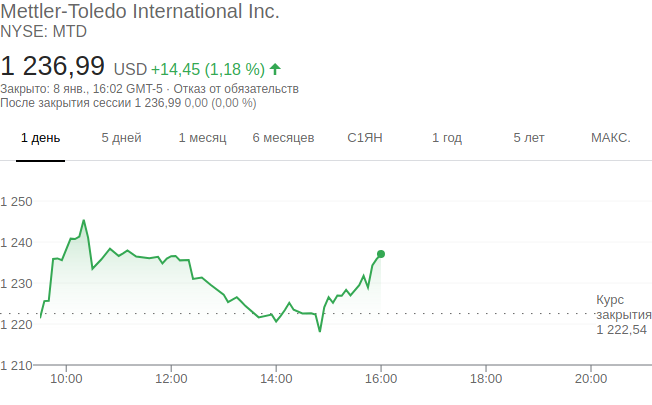 Mettler-Toledo International Inc.
NYSE: MTD
1 236,99 USD +14,45 (1,18 %)
Закрыто: 8 янв., 16:02 GMT-5 · Отказ от обязательств
После закрытия сессии 1 236,99 0,00 (0,00 %)
1 день 5 дней 1 месяц 6 месяцев С1ЯН 1 год 5 лет МАКС.
1 250
1 240
1 230
1 220
1 210
Курс
закрытия
1 222,54
10:00 12:00 14:00 16:00 18:00 20:00